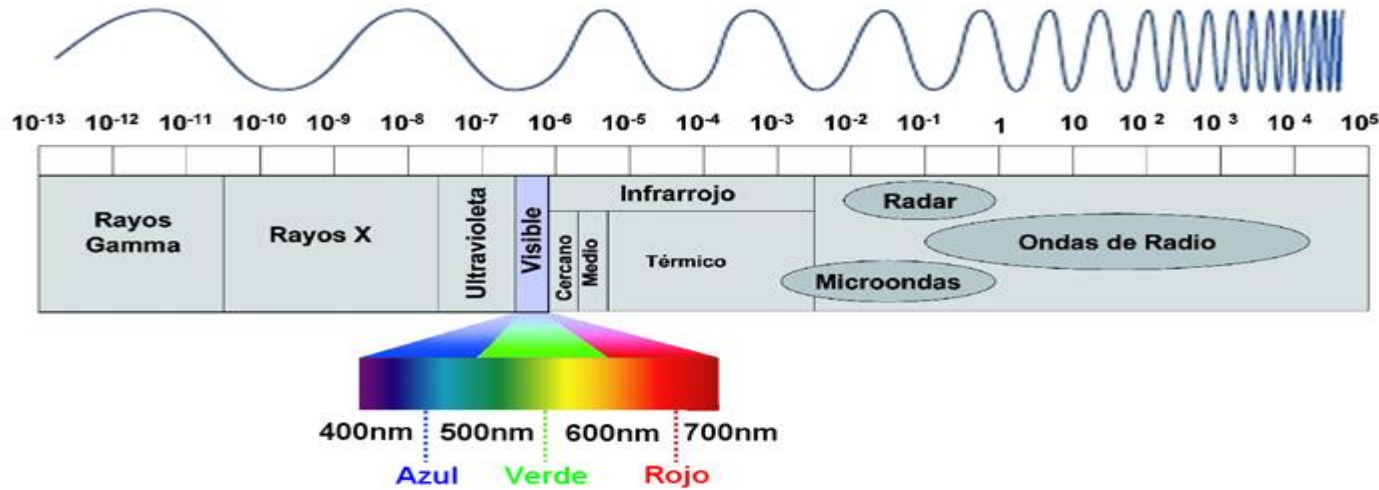 10-13 10-12 10-11 10-10 10-9 10-8 10-7 10-6 10-5 10-4 10-3 10-2 10-1 1 10 10 2 10 3 10 4 10 5
Rayos
Gamma
Rayos X
Ultravioleta
Visible
Infrarrojo
Cercano
Medio
Térmico
Radar
Ondas de Radio
Microondas
400nm 500nm 600nm 700nm
Azul Verde Rojo